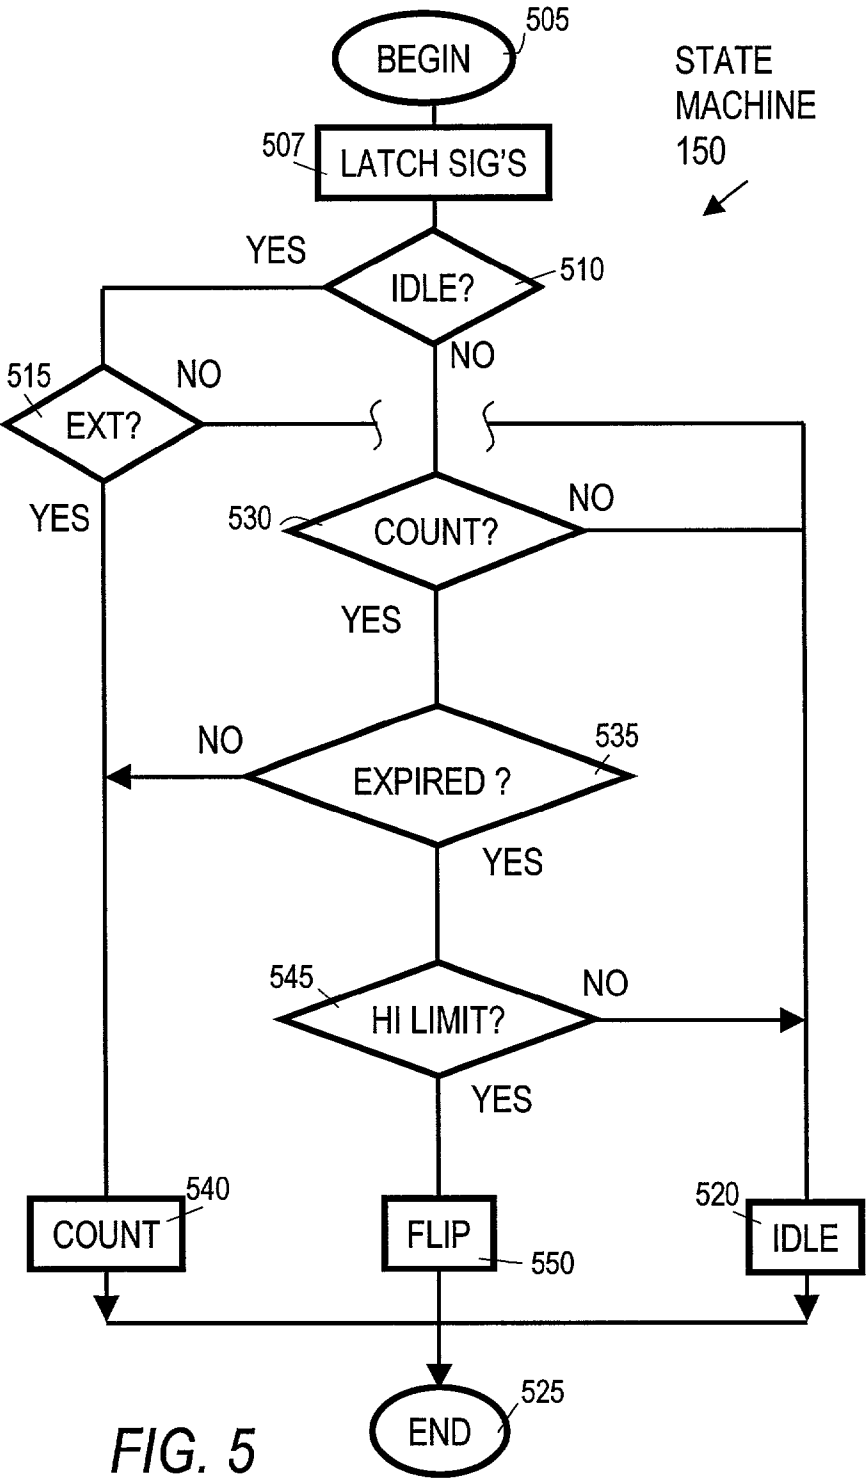 BEGIN
505
STATE
MACHINE
150
507
LATCH SIG'S
YES
IDLE?
510
NO
515
EXT?
NO
YES
530
COUNT?
NO
YES
NO
EXPIRED ?
535
YES
545
HI LIMIT?
NO
YES
COUNT
540
FLIP
550
520
IDLE
END
525
FIG. 5